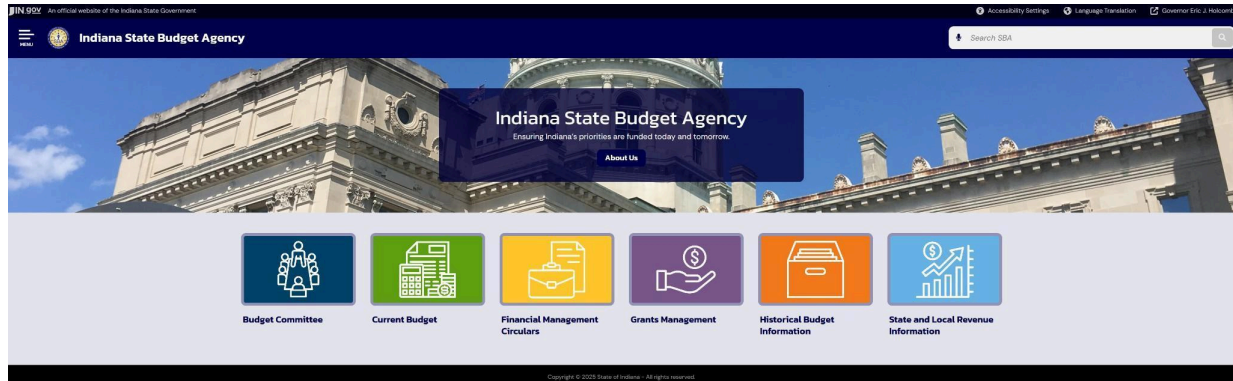 IN.gov An official website of the Indiana State Government
Accessibility Settings
Language Translation
Governor Eric J. Holcomb
MENU
Indiana State Budget Agency
Search SBA
Indiana State Budget Agency
Ensuring Indiana's priorities are funded today and tomorrow.
About Us
Budget Committee
Current Budget
Financial Management
Circulars
Grants Management
Historical Budget
Information
State and Local Revenue
Information
Copyright © 2025 State of Indiana - All rights reserved.